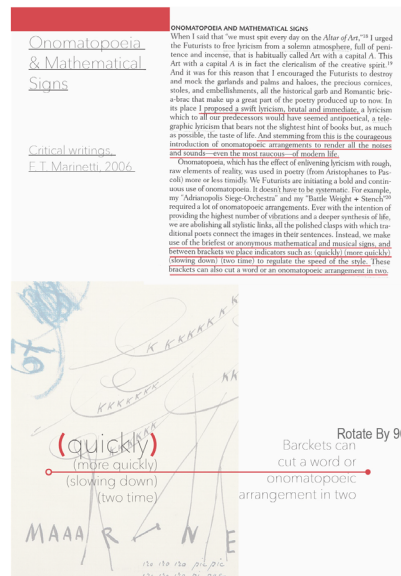 Onomatopoeia
& Mathematical
Signs
Critical writings,
F. T. Marinetti, 2006
ONOMATOPOEIA AND MATHEMATICAL SIGNS
When I said that "we must spit every day on the Altar of Art,"18 I urged
the Futurists to free lyricism from a solemn atmosphere, full of peni-
tence and incense, that is habitually called Art with a capital A. This
Art with a capital A is in fact the clericalism of the creative spirit.19
And it was for this reason that I encouraged the Futurists to destroy
and mock the garlands and palms and haloes, the precious cornices,
stoles, and embellishments, all the historical garb and Romantic bric-
a-brac that make up a great part of the poetry produced up to now. In
its place I proposed a swift lyricism, brutal and immediate, a lyricism
which to all our predecessors would have seemed antipoetical, a tele-
graphic lyricism that bears not the slightest hint of books but, as much
as possible, the taste of life. And stemming from this is the courageous
introduction of onomatopoeic arrangements to render all the noises
and sounds—even the most raucous—of modern life.
Onomatopoeia, which has the effect of enlivening lyricism with rough,
raw elements of reality, was used in poetry (from Aristophanes to Pas-
coli) more or less timidly. We Futurists are initiating a bold and contin-
uous use of onomatopoeia. It doesn't have to be systematic. For example,
my "Adrianopolis Siege-Orchestra" and my "Battle Weight + Stench"20
required a lot of onomatopoeic arrangements. Ever with the intention of
providing the highest number of vibrations and a deeper synthesis of life,
we are abolishing all stylistic links, all the polished clasps with which tra-
ditional poets connect the images in their sentences. Instead, we make
use of the briefest or anonymous mathematical and musical signs, and
between brackets we place indicators such as: (quickly) (more quickly)
(slowing down) (two time) to regulate the speed of the style. These
brackets can also cut a word or an onomatopoeic arrangement in two.
K K K K K K K
KK
KKKKKKK
(quickly)
(more quickly)
(slowing down)
(two time)
Rotate By 9
Barckets can
cut a word or
onomatopoeic
arrangement in two
MAAA R N E